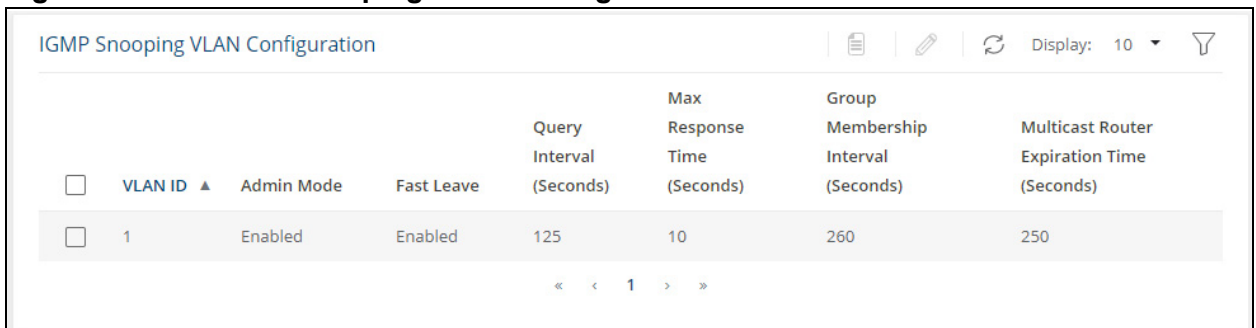 IGMP Snooping VLAN Configuration
Display: 10
VLAN ID ▲ Admin Mode Fast Leave Query Interval (Seconds) Max Response Time (Seconds) Group Membership Interval (Seconds) Multicast Router Expiration Time (Seconds)
1 Enabled Enabled 125 10 260 250
« ‹ 1 › »